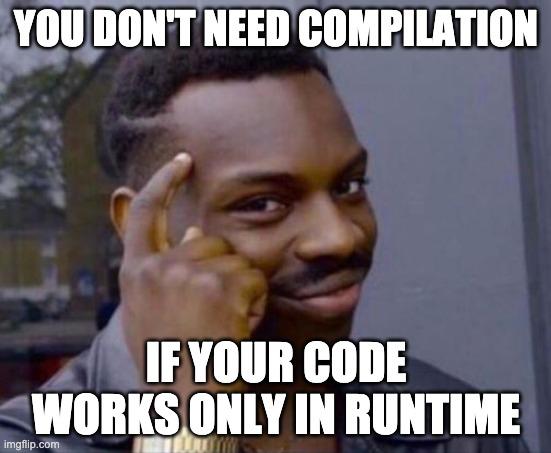 YOU DON'T NEED COMPILATION
IF YOUR CODE
WORKS ONLY IN RUNTIME
imgflip.com